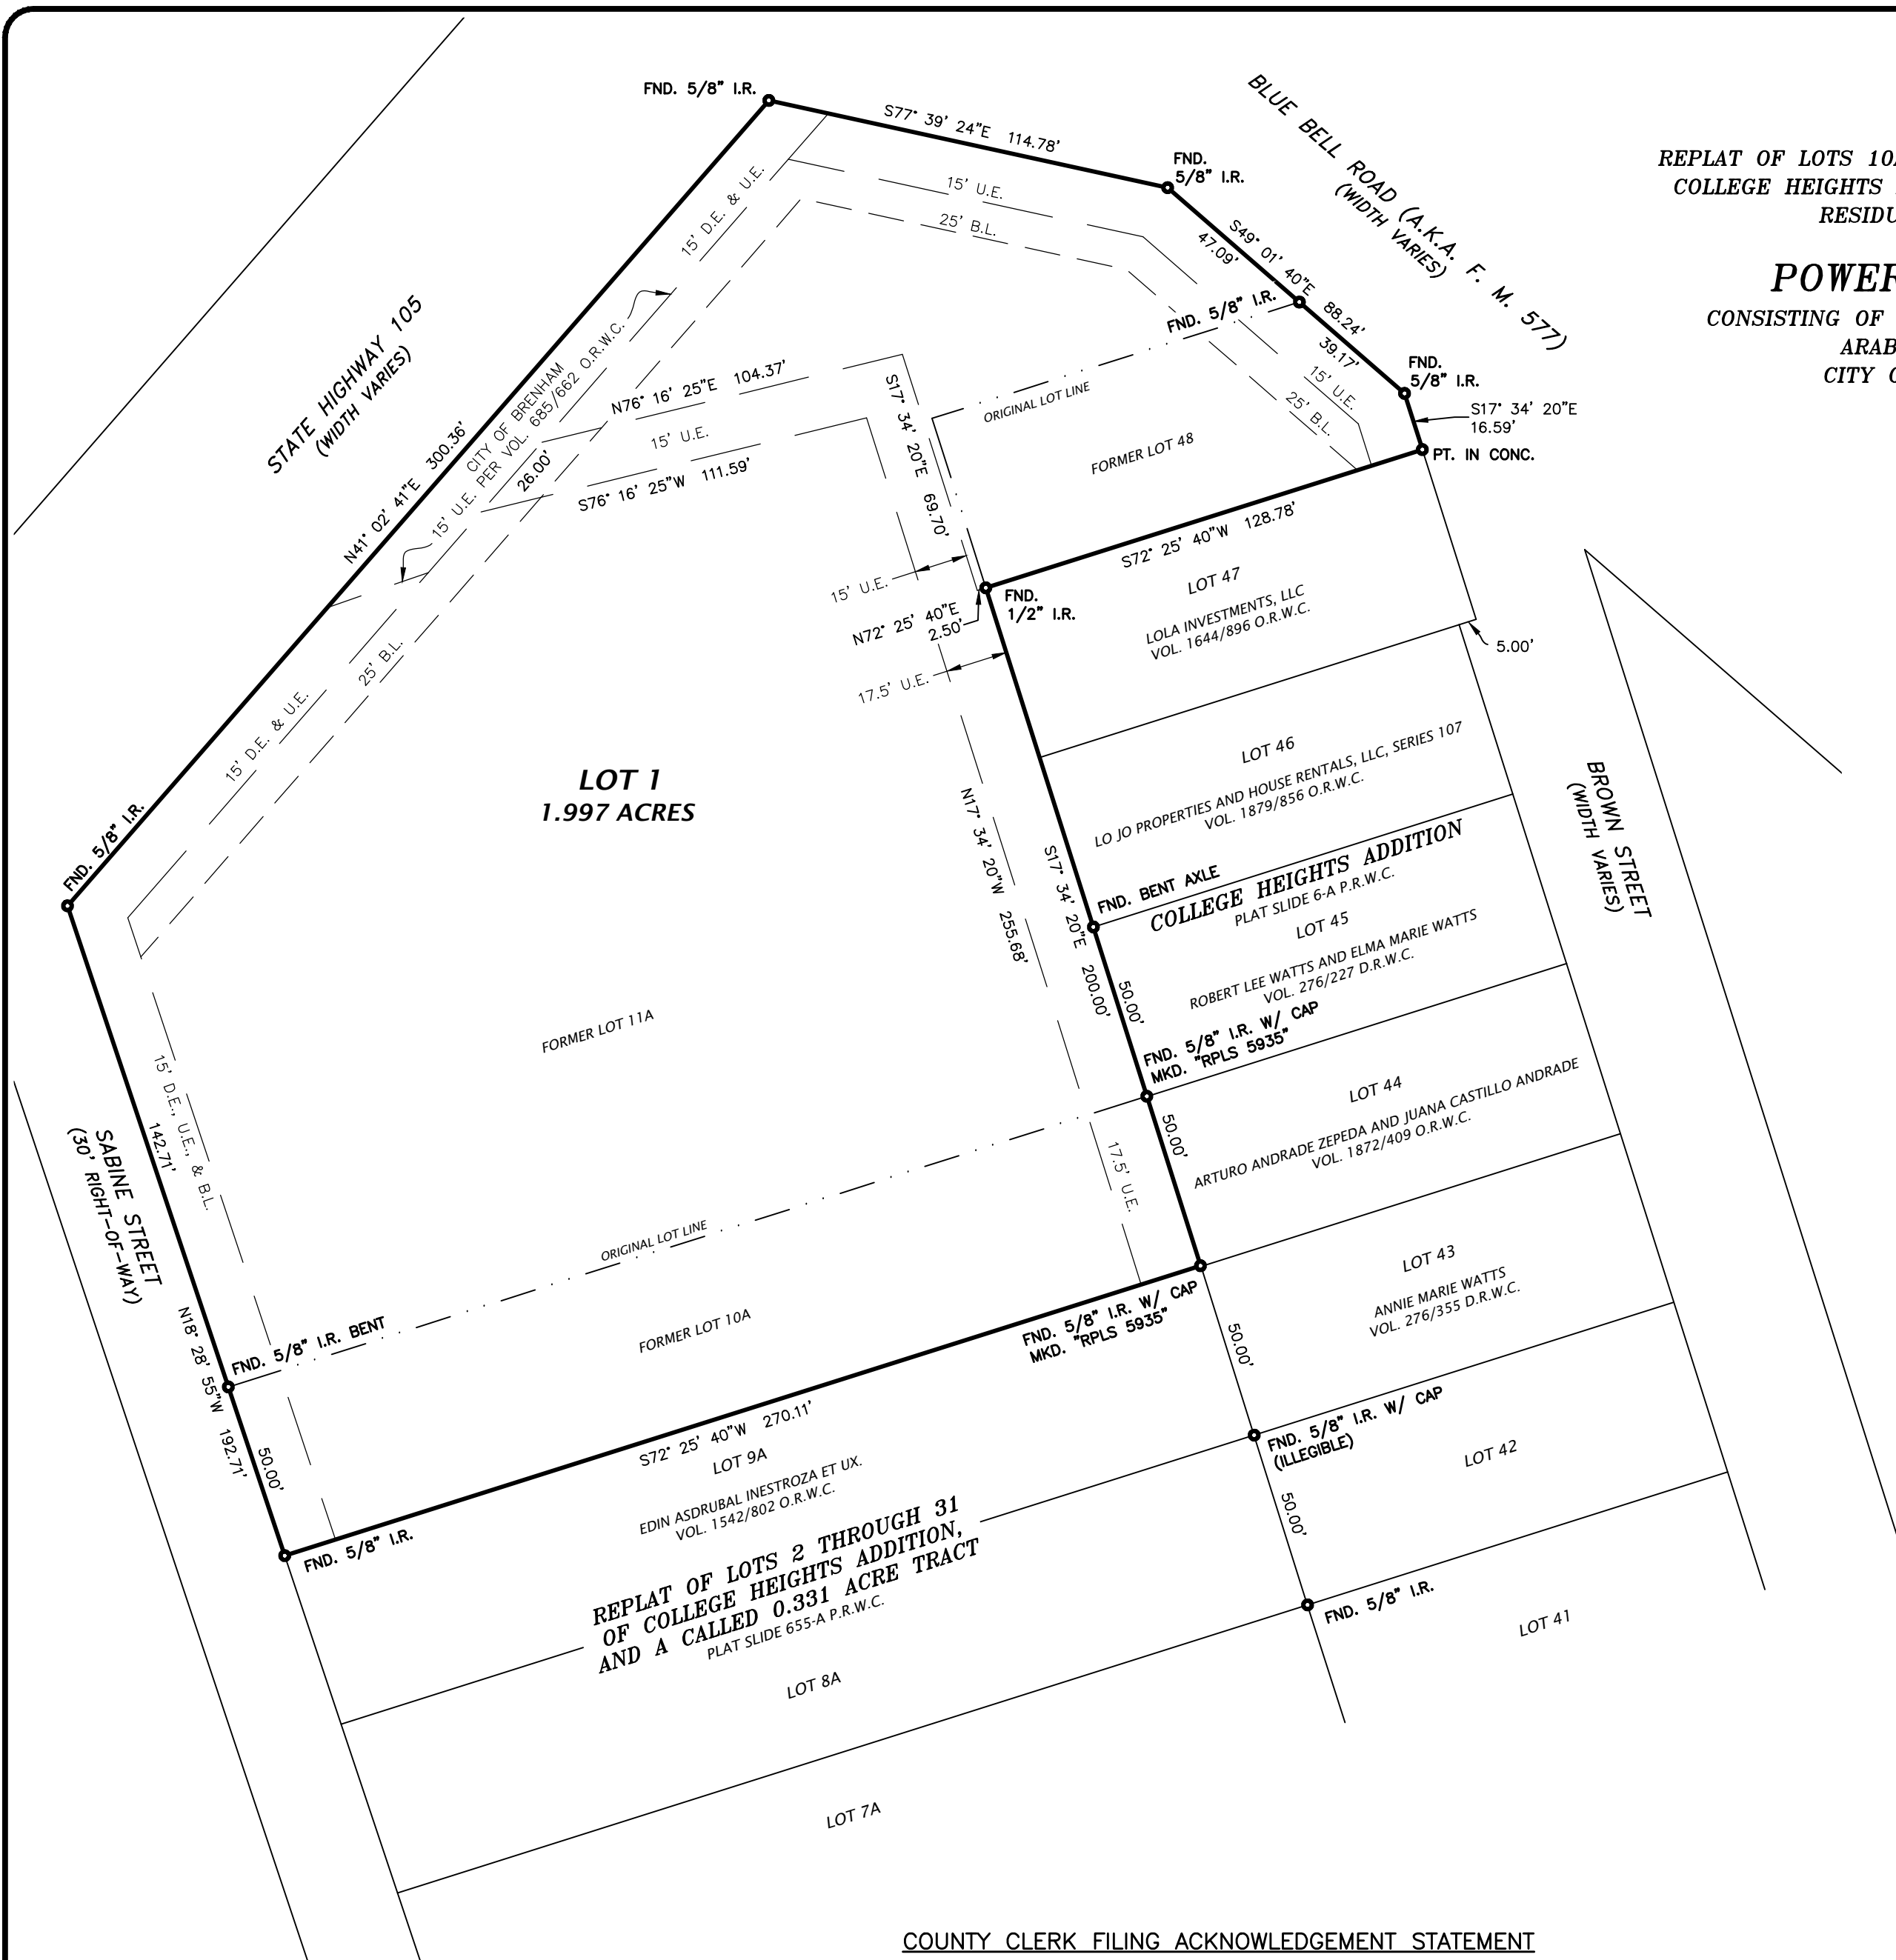 FND. 5/8" I.R.
S77° 39' 24"E 114.78'
BLUE BELL ROAD (A.K.A. F. M. 577)
(WIDTH VARIES)
FND.
5/8" I.R.
REPLAT OF LOTS 10
COLLEGE HEIGHTS
RESIDU
POWER
CONSISTING OF
ARAB
CITY
15' D.E. & U.E.
15' U.E.
25' B.L.
S49° 01' 40"E 88.24'
47.09'
FND. 5/8" I.R.
39.17'
STATE HIGHWAY 105
(WIDTH VARIES)
N41° 02' 41"E 300.36'
CITY OF BRENHAM
15' U.E. PER VOL. 685/662 O.R.W.C.
26.00'
N76° 16' 25"E 104.37'
15' U.E.
S76° 16' 25"W 111.59'
S17° 34' 20"E 69.70'
ORIGINAL LOT LINE
FORMER LOT 48
15' U.E.
25' B.L.
FND.
5/8" I.R.
S17° 34' 20"E
16.59'
PT. IN CONC.
S72° 25' 40"W 128.78'
15' U.E.
N72° 25' 40"E
2.50'
FND.
1/2" I.R.
17.5' U.E.
LOT 47
LOLA INVESTMENTS, LLC
VOL. 1644/896 O.R.W.C.
5.00'
15' D.E. & U.E.
25' B.L.
LOT 1
1.997 ACRES
FND. 5/8" I.R.
N17° 34' 20"W 255.68'
S17° 34' 20"E 200.00'
LOT 46
LO JO PROPERTIES AND HOUSE RENTALS, LLC, SERIES 107
VOL. 1879/856 O.R.W.C.
FND. BENT AXLE
COLLEGE HEIGHTS ADDITION
PLAT SLIDE 6-A P.R.W.C.
LOT 45
ROBERT LEE WATTS AND ELMA MARIE WATTS
VOL. 276/227 D.R.W.C.
BROWN STREET
(WIDTH VARIES)
50.00'
FND. 5/8" I.R. W/ CAP
MKD. "RPLS 5935"
FORMER LOT 11A
LOT 44
ARTURO ANDRADE ZEPEDA AND JUANA CASTILLO ANDRADE
VOL. 1872/409 O.R.W.C.
50.00'
17.5' U.E.
15' D.E., U.E., & B.L.
142.71'
SABINE STREET
(30' RIGHT-OF-WAY)
ORIGINAL LOT LINE
LOT 43
ANNIE MARIE WATTS
VOL. 276/355 D.R.W.C.
FND. 5/8" I.R. W/ CAP
MKD. "RPLS 5935"
FORMER LOT 10A
FND. 5/8" I.R. BENT
N18° 28' 55"W 192.71'
50.00'
50.00'
S72° 25' 40"W 270.11'
FND. 5/8" I.R. W/ CAP
(ILLEGIBLE)
LOT 42
LOT 9A
EDIN ASDRUBAL INESTROZA ET UX.
VOL. 1542/802 O.R.W.C.
FND. 5/8" I.R.
50.00'
REPLAT OF LOTS 2 THROUGH 31
OF COLLEGE HEIGHTS ADDITION,
AND A CALLED 0.331 ACRE TRACT
PLAT SLIDE 655-A P.R.W.C.
FND. 5/8" I.R.
LOT 41
LOT 8A
LOT 7A
COUNTY CLERK FILING ACKNOWLEDGEMENT STATEMENT